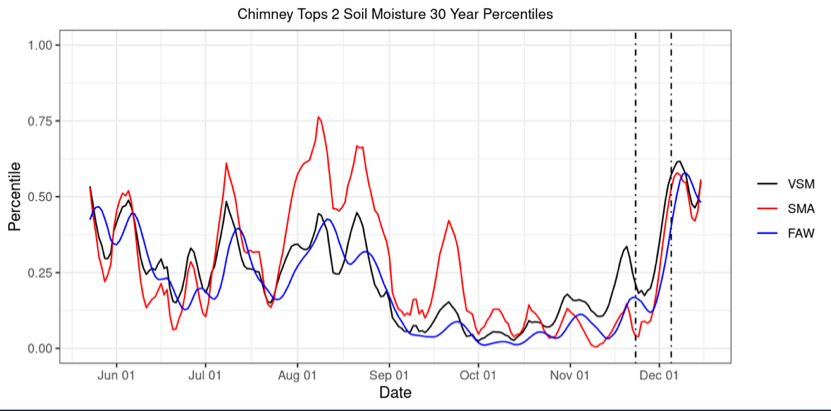 Chimney Tops 2 Soil Moisture 30 Year Percentiles
1.00
0.75
0.50
0.25
0.00
Percentile
Jun 01 Jul 01 Aug 01 Sep 01 Oct 01 Nov 01 Dec 01
Date
VSM
SMA
FAW